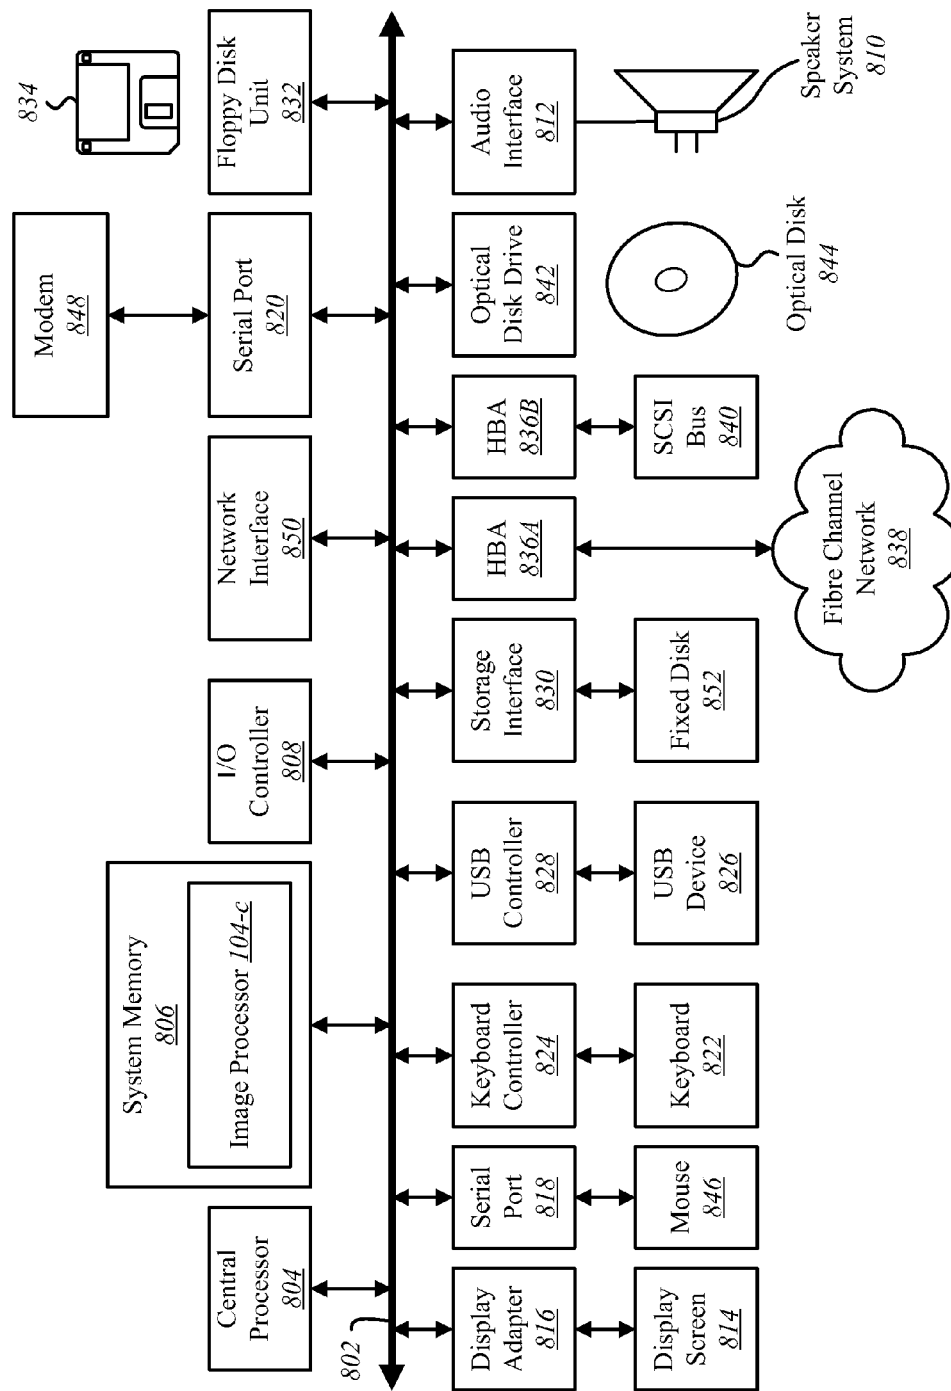 Central
Processor
804
System Memory
806
Image Processor 104-c
I/O
Controller
808
Network
Interface
850
Modem
848
Serial Port
820
834
Floppy Disk
Unit
832
802
Display
Adapter
816
Serial
Port
818
Keyboard
Controller
824
USB
Controller
828
Storage
Interface
830
HBA
836A
HBA
836B
Optical
Disk Drive
842
Audio
Interface
812
Display
Screen
814
Mouse
846
Keyboard
822
USB
Device
826
Fixed Disk
852
Fibre Channel
Network
838
SCSI
Bus
840
Optical Disk
844
Speaker
System
810